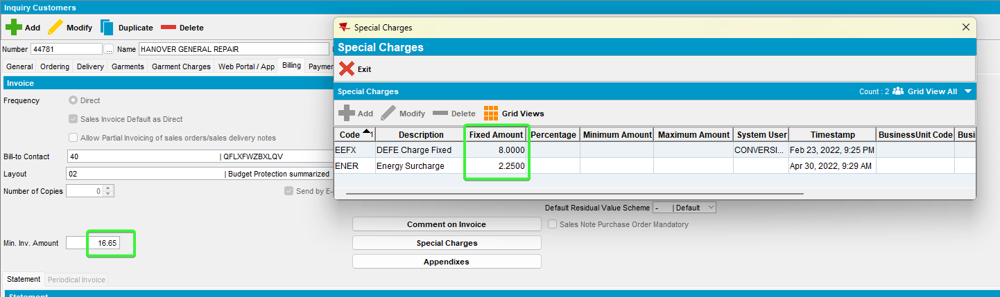 Inquiry Customers
Add Modify Duplicate Delete
Number 44781 ... Name HANOVER GENERAL REPAIR
General Ordering Delivery Garments Garment Charges Web Portal / App Billing Payme
Invoice
Frequency Direct
Sales Invoice Default as Direct
Allow Partial Invoicing of sales orders/sales delivery notes
Bill-to Contact 40 | QFLXFWZBXLQV
Layout 02 | Budget Protection summarized
Number of Copies 0 Send by E-
Default Residual Value Scheme - | Default
Comment on Invoice Sales Note Purchase Order Mandatory
Min. Inv. Amount 16.65 Special Charges
Appendixes
Statement Periodical Invoice
Statement
Special Charges
Special Charges
Exit
Special Charges Count : 2 Grid View All
Add Modify Delete Grid Views
Code 1 Description Fixed Amount Percentage Minimum Amount Maximum Amount System User Timestamp BusinessUnit Code Busi
EEFX DEFE Charge Fixed 8.0000 CONVERSI... Feb 23, 2022, 9:25 PM
ENER Energy Surcharge 2.2500 Apr 30, 2022, 9:29 AM